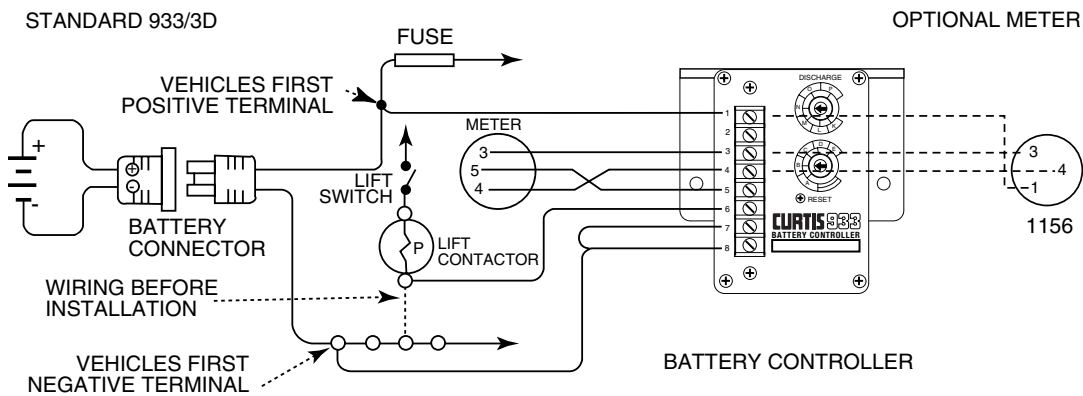 STANDARD 933/3D
OPTIONAL METER
FUSE
VEHICLES FIRST
POSITIVE TERMINAL
METER
3
5
4
LIFT
SWITCH
+
-
+
-
BATTERY
CONNECTOR
P
LIFT
CONTACTOR
WIRING BEFORE
INSTALLATION
VEHICLES FIRST
NEGATIVE TERMINAL
DISCHARGE
1
2
3
4
5
6
7
8
RESET
CURTIS 933
BATTERY CONTROLLER
3
4
1
1156
BATTERY CONTROLLER